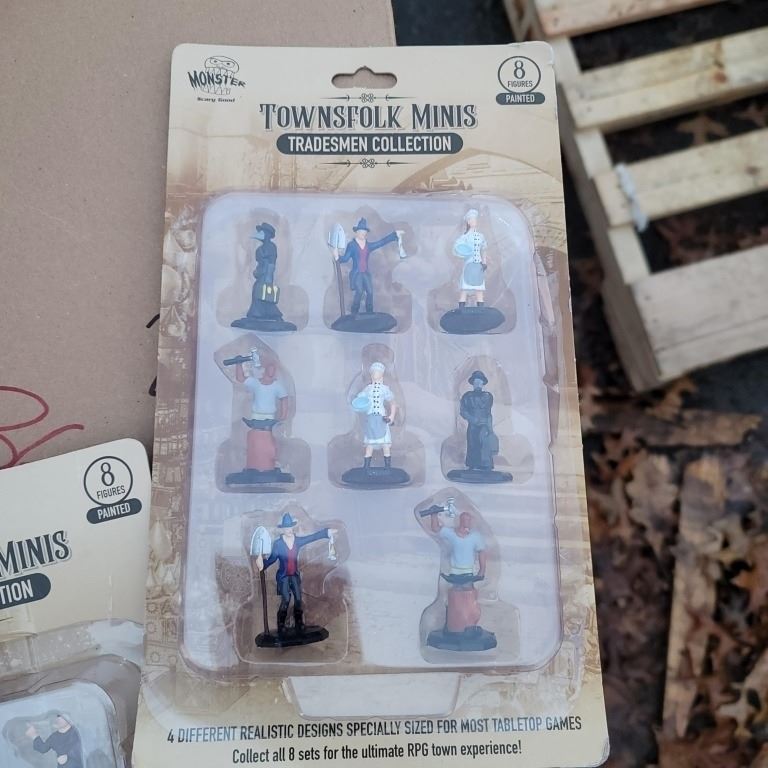 MONSTER
Scary Good
8
FIGURES
PAINTED
TOWNSFOLK MINIS
TRADESMEN COLLECTION
4 DIFFERENT REALISTIC DESIGNS SPECIALLY SIZED FOR MOST TABLETOP GAMES
Collect all 8 sets for the ultimate RPG town experience!
8
FIGURES
PAINTED
MINIS
TION